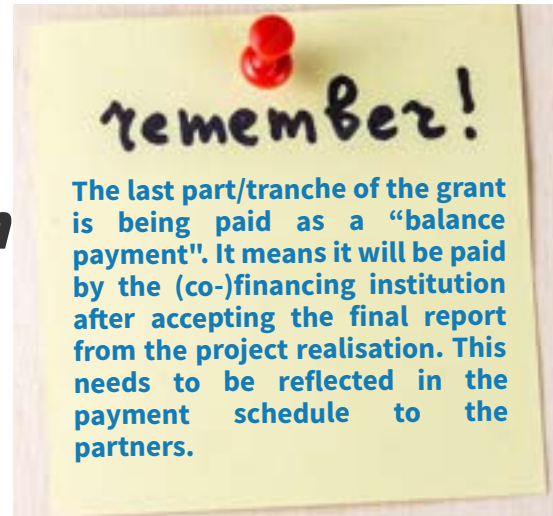 remember!
The last part/tranche of the grant
is being paid as a “balance
payment". It means it will be paid
by the (co-)financing institution
after accepting the final report
from the project realisation. This
needs to be reflected in the
payment schedule to the
partners.